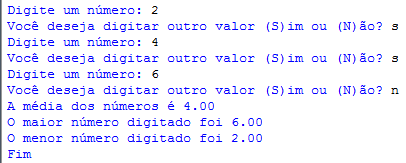 Digite um número: 2
Você deseja digitar outro valor (S)im ou (N)ão? s
Digite um número: 4
Você deseja digitar outro valor (S)im ou (N)ão? s
Digite um número: 6
Você deseja digitar outro valor (S)im ou (N)ão? n
A média dos números é 4.00
O maior número digitado foi 6.00
O menor número digitado foi 2.00
Fim